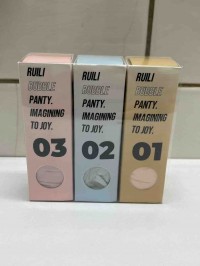 RUILI
BUBBLE
PANTY.
IMAGINING
TO JOY.
03
RUILI
BUBBLE
PANTY.
IMAGINING
TO JOY.
02
RUILI
BUBBLE
PANTY.
IMAGINING
TO JOY.
01